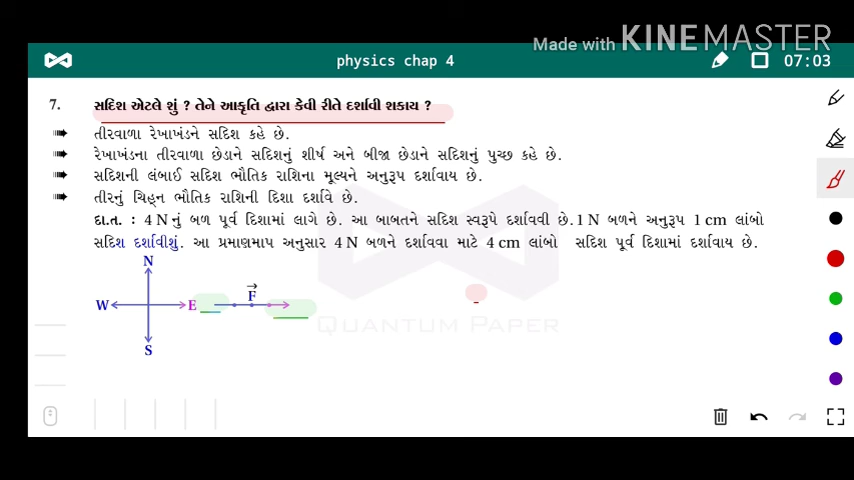 Made with KINEMASTER
physics chap 4
07:03
7. સદિશ એટલે શું ? તેને આકૃતિ દ્વારા કેવી રીતે દર્શાવી શકાય ?
➠ તીરવાળા રેખાખંડને સદિશ કહે છે.
➠ રેખાખંડના તીરવાળા છેડાને સદિશનું શીર્ષ અને બીજા છેડાને સદિશનું પુચ્છ કહે છે.
➠ સદિશની લંબાઈ સદિશ ભૌતિક રાશિના મૂલ્યને અનુરૂપ દર્શાવાય છે.
➠ તીરનું ચિહ્ન ભૌતિક રાશિની દિશા દર્શાવે છે.
દા.ત. : 4 N નું બળ પૂર્વ દિશામાં લાગે છે. આ બાબતને સદિશ સ્વરૂપે દર્શાવવી છે. 1 N બળને અનુરૂપ 1 cm લાંબો
સદિશ દર્શાવીશું. આ પ્રમાણમાપ અનુસાર 4 N બળને દર્શાવવા માટે 4 cm લાંબો સદિશ પૂર્વ દિશામાં દર્શાવાય છે.
N
W E F⃗
S
QUANTUM PAPER